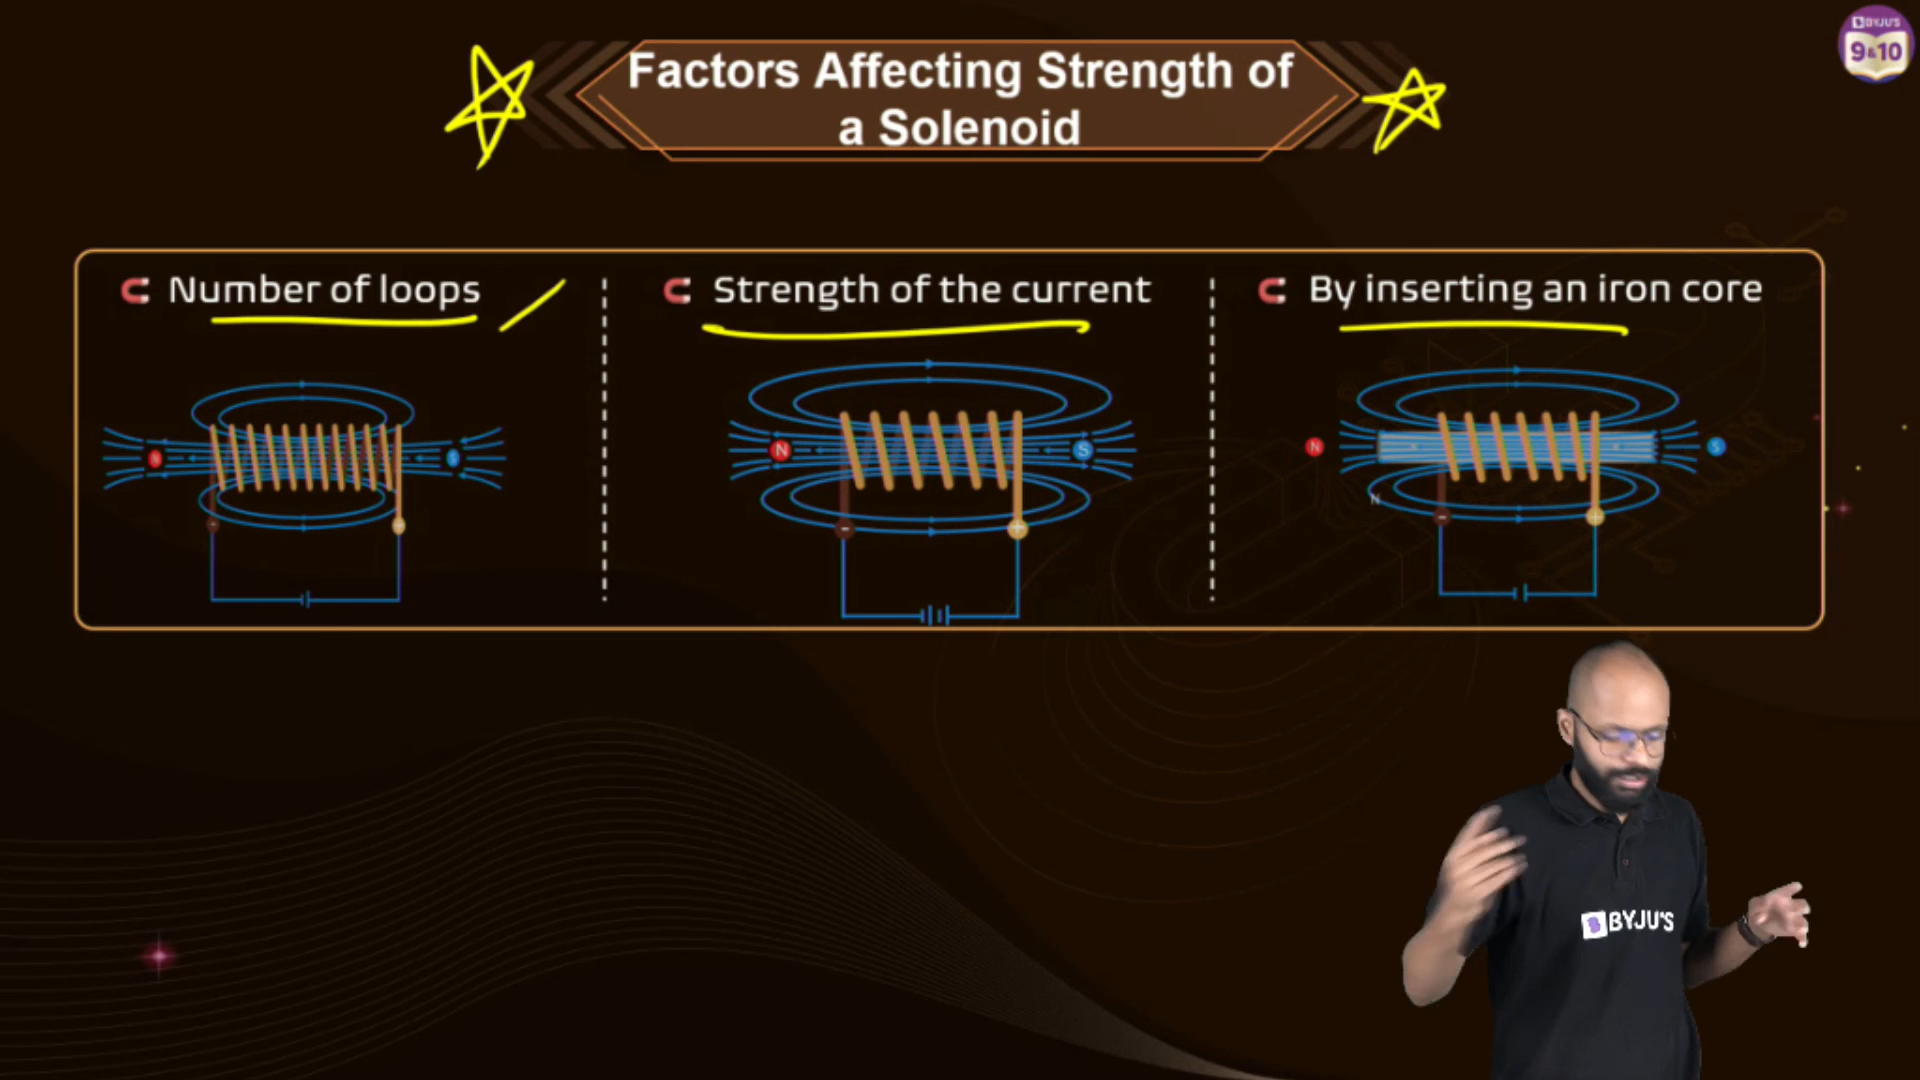 BYJU'S
9&10
Factors Affecting Strength of
a Solenoid
Number of loops
Strength of the current
By inserting an iron core
N
S
N
S
N
S
N
-
+
-
+
BYJU'S